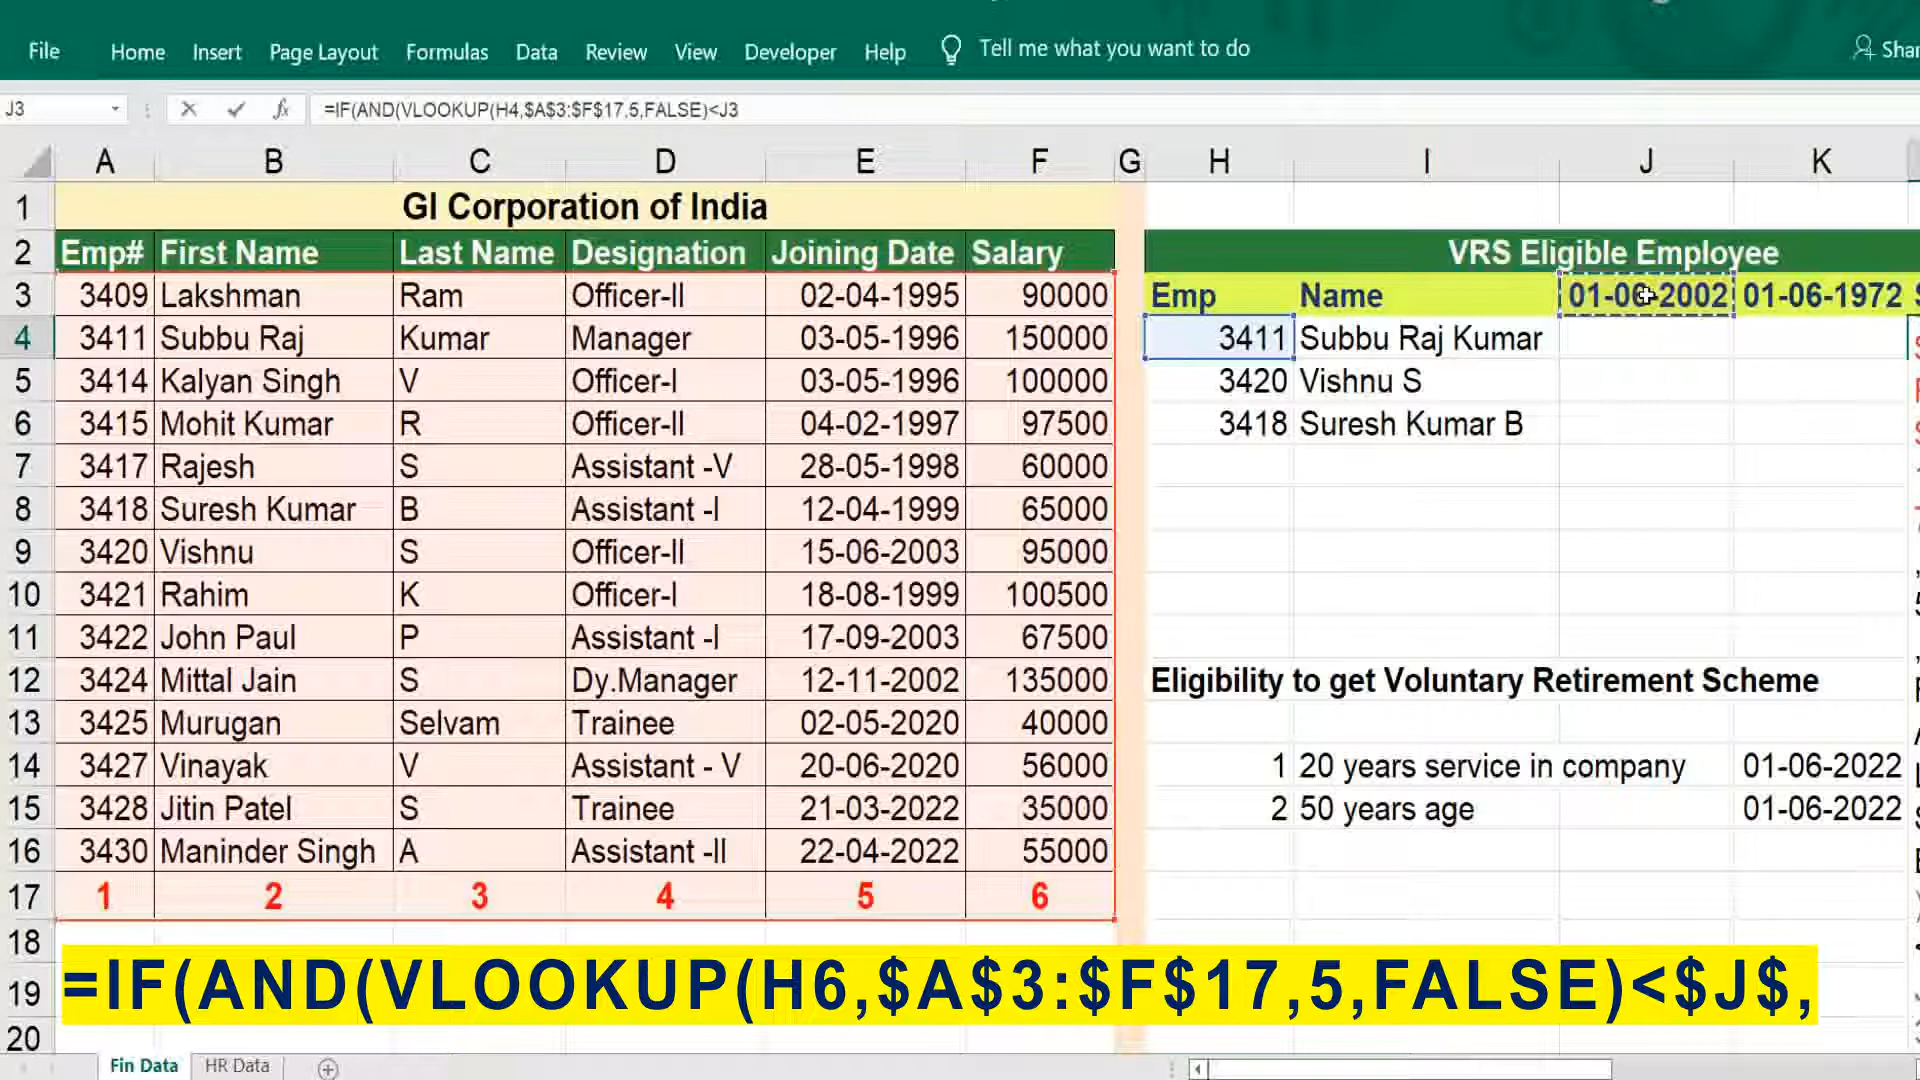 File Home Insert Page Layout Formulas Data Review View Developer Help Tell me what you want to do
J3 fx =IF(AND(VLOOKUP(H4,$A$3:$F$17,5,FALSE)<J3
A B C D E F G H I J K
1 GI Corporation of India
2 Emp# First Name Last Name Designation Joining Date Salary VRS Eligible Employee
3 3409 Lakshman Ram Officer-II 02-04-1995 90000 Emp Name 01-06-2002 01-06-1972
4 3411 Subbu Raj Kumar Manager 03-05-1996 150000 3411 Subbu Raj Kumar
5 3414 Kalyan Singh V Officer-I 03-05-1996 100000 3420 Vishnu S
6 3415 Mohit Kumar R Officer-II 04-02-1997 97500 3418 Suresh Kumar B
7 3417 Rajesh S Assistant -V 28-05-1998 60000
8 3418 Suresh Kumar B Assistant -I 12-04-1999 65000
9 3420 Vishnu S Officer-II 15-06-2003 95000
10 3421 Rahim K Officer-I 18-08-1999 100500
11 3422 John Paul P Assistant -I 17-09-2003 67500
12 3424 Mittal Jain S Dy.Manager 12-11-2002 135000 Eligibility to get Voluntary Retirement Scheme
13 3425 Murugan Selvam Trainee 02-05-2020 40000
14 3427 Vinayak V Assistant - V 20-06-2020 56000 1 20 years service in company 01-06-2022
15 3428 Jitin Patel S Trainee 21-03-2022 35000 2 50 years age 01-06-2022
16 3430 Maninder Singh A Assistant -II 22-04-2022 55000
17 1 2 3 4 5 6
18
19 =IF(AND(VLOOKUP(H6,$A$3:$F$17,5,FALSE)<$J$,
20
Fin Data HR Data